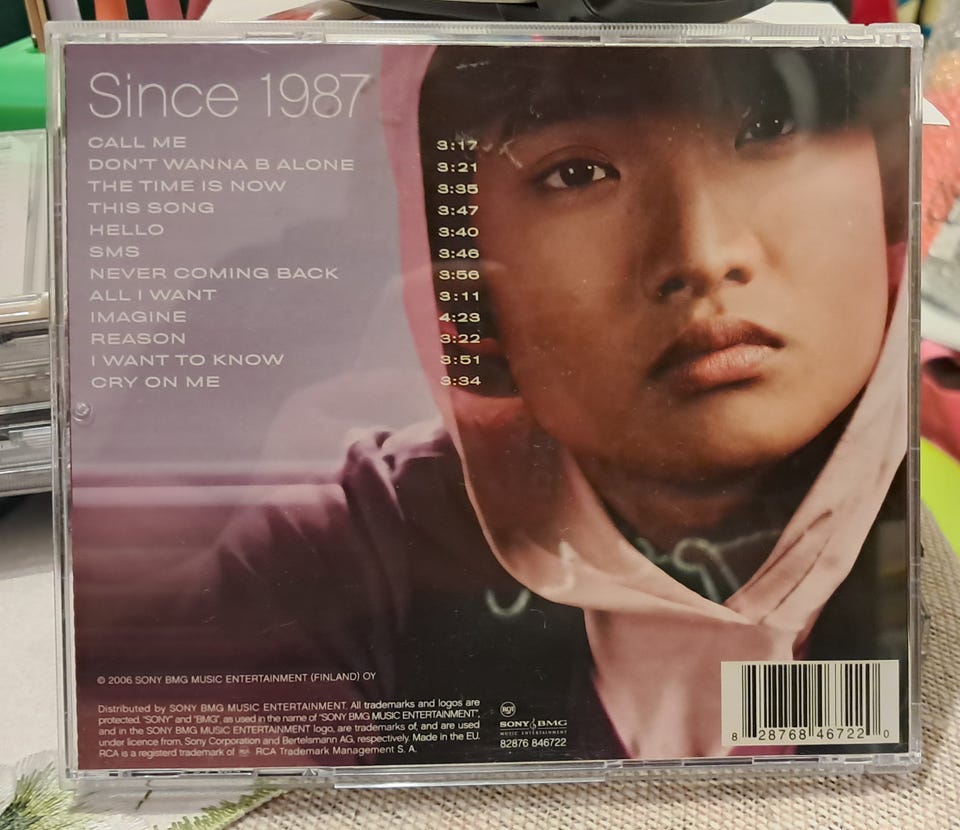 Since 1987
CALL ME 3:17
DON'T WANNA B ALONE 3:21
THE TIME IS NOW 3:35
THIS SONG 3:47
HELLO 3:40
SMS 3:46
NEVER COMING BACK 3:56
ALL I WANT 3:11
IMAGINE 4:23
REASON 3:22
I WANT TO KNOW 3:51
CRY ON ME 3:34
© 2006 SONY BMG MUSIC ENTERTAINMENT (FINLAND) OY
Distributed by SONY BMG MUSIC ENTERTAINMENT. All trademarks and logos are
protected. "SONY" and "BMG", as used in the name of "SONY BMG MUSIC ENTERTAINMENT",
and in the SONY BMG MUSIC ENTERTAINMENT logo, are trademarks of, and are used
under licence from, Sony Corporation and Bertelsmann AG, respectively. Made in the EU.
RCA is a registerd trademark of RCA Trademark Management S. A.
RCA
SONY BMG
MUSIC ENTERTAINMENT
82876 846722
8 28768 46722 0